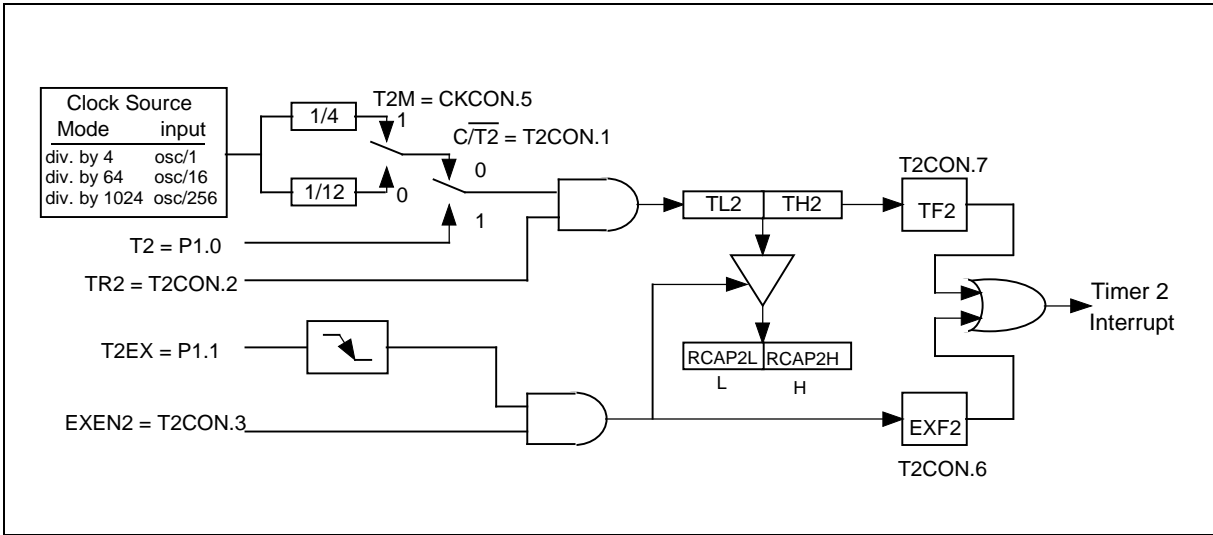 Clock Source
Mode input
div. by 4 osc/1
div. by 64 osc/16
div. by 1024 osc/256
1/4
1/12
T2M = CKCON.5
1
0
C/T2 = T2CON.1
0
1
T2 = P1.0
TR2 = T2CON.2
TL2 TH2
T2CON.7
TF2
Timer 2
Interrupt
T2EX = P1.1
RCAP2L RCAP2H
L H
EXEN2 = T2CON.3
EXF2
T2CON.6